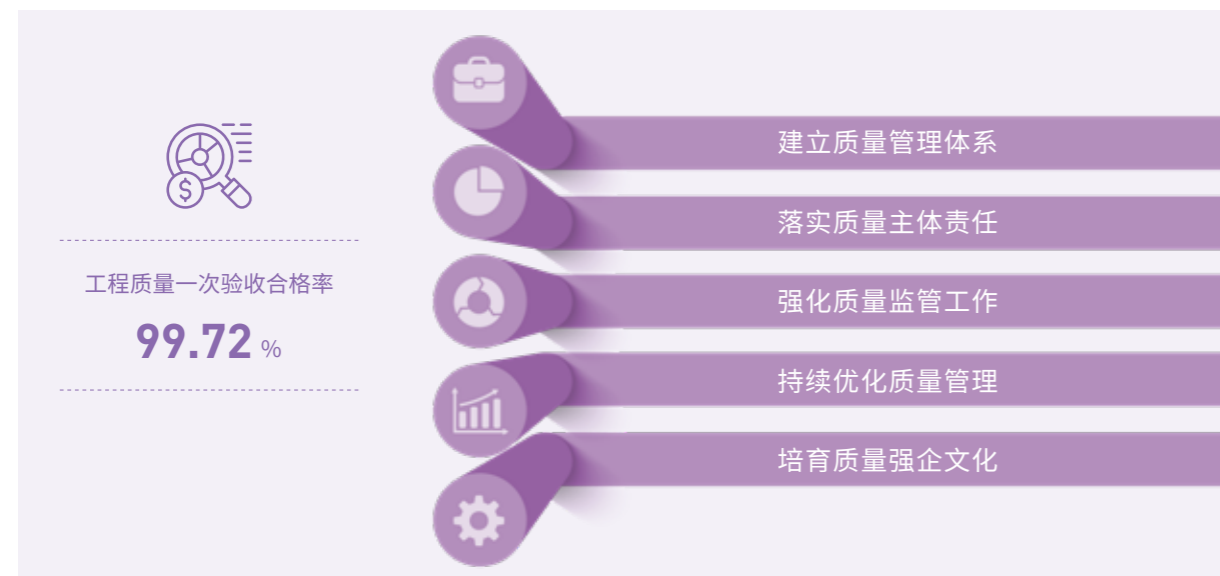 工程质量一次验收合格率
99.72 %
建立质量管理体系
落实质量主体责任
强化质量监管工作
持续优化质量管理
培育质量强企文化